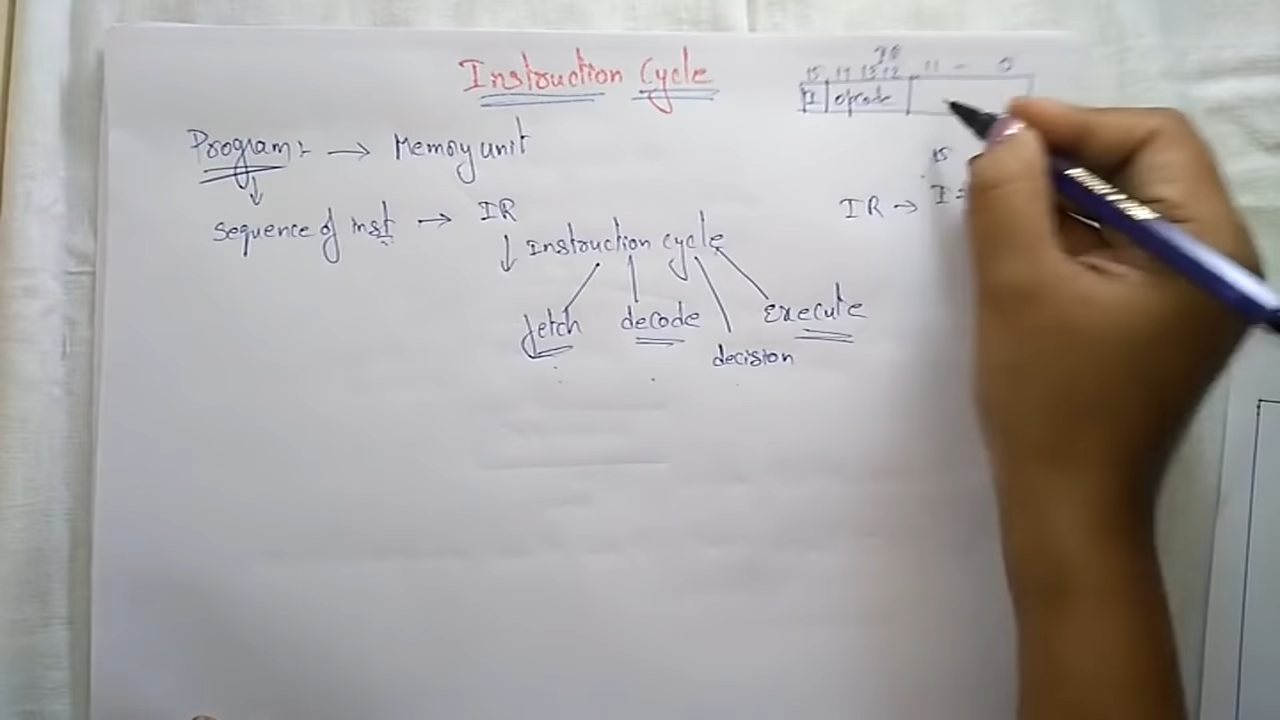 Instruction Cycle
15 14 13 12 11 - 0
I opcode
Program :- → Memory unit
15
sequence of inst → IR
IR → I =
↓ Instruction cycle
fetch decode Execute
decision